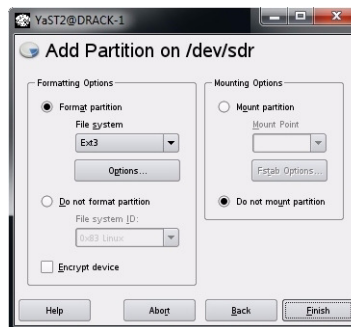 YaST2@DRACK-1
Add Partition on /dev/sdr
Formatting Options
Format partition
File system
Ext3
Options...
Do not format partition
File system ID:
0x83 Linux
Encrypt device
Mounting Options
Mount partition
Mount Point
Fstab Options...
Do not mount partition
Help
Abort
Back
Finish